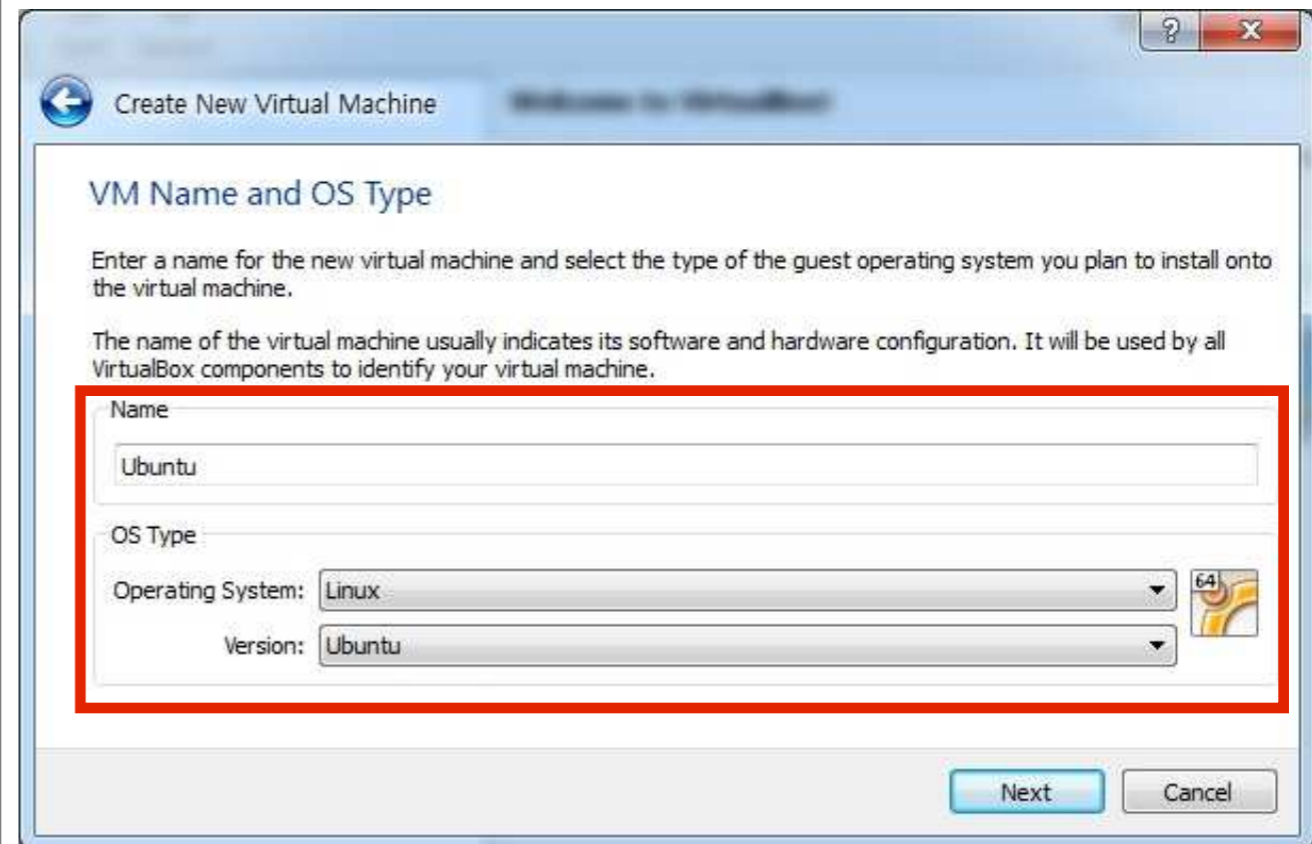 ?
X
Create New Virtual Machine
Welcome to VirtualBox!
VM Name and OS Type
Enter a name for the new virtual machine and select the type of the guest operating system you plan to install onto
the virtual machine.
The name of the virtual machine usually indicates its software and hardware configuration. It will be used by all
VirtualBox components to identify your virtual machine.
Name
Ubuntu
OS Type
Operating System: Linux
64
Version: Ubuntu
Next Cancel